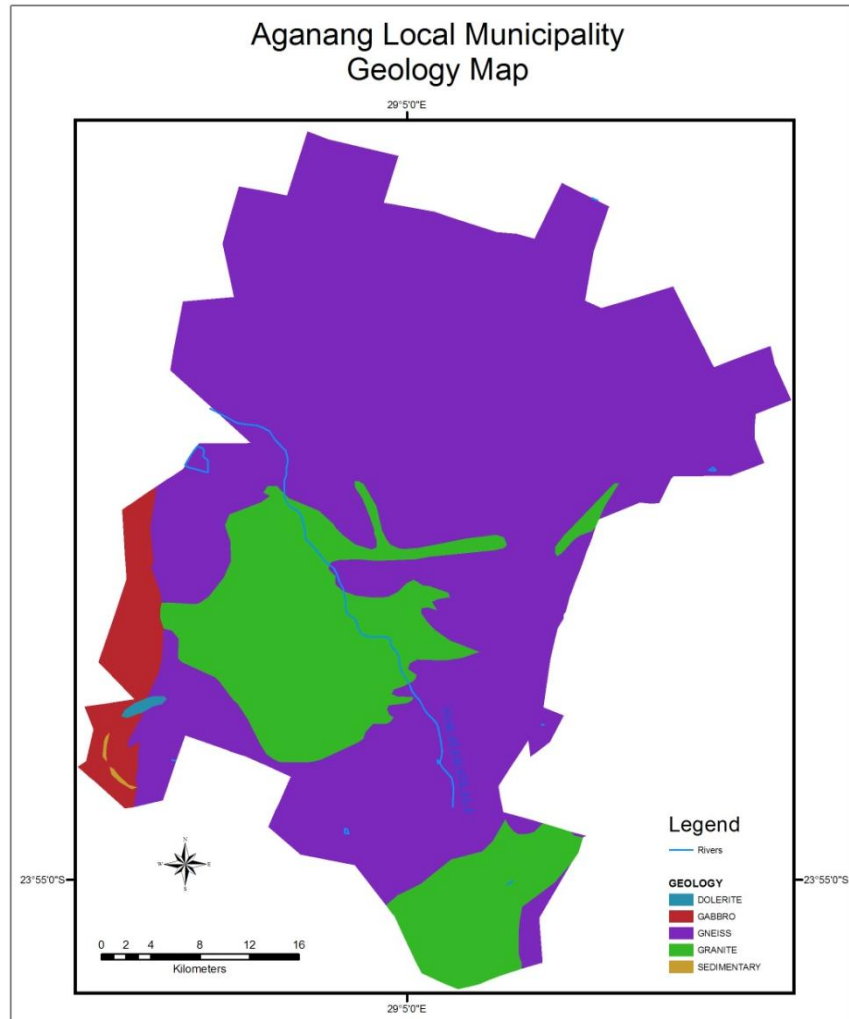 Aganang Local Municipality
Geology Map
29°5'0"E
Legend
Rivers
GEOLOGY
DOLERITE
GABBRO
GNEISS
GRANITE
SEDIMENTARY
N
W E
S
23°55'0"S 23°55'0"S
0 2 4 8 12 16
Kilometers
29°5'0"E